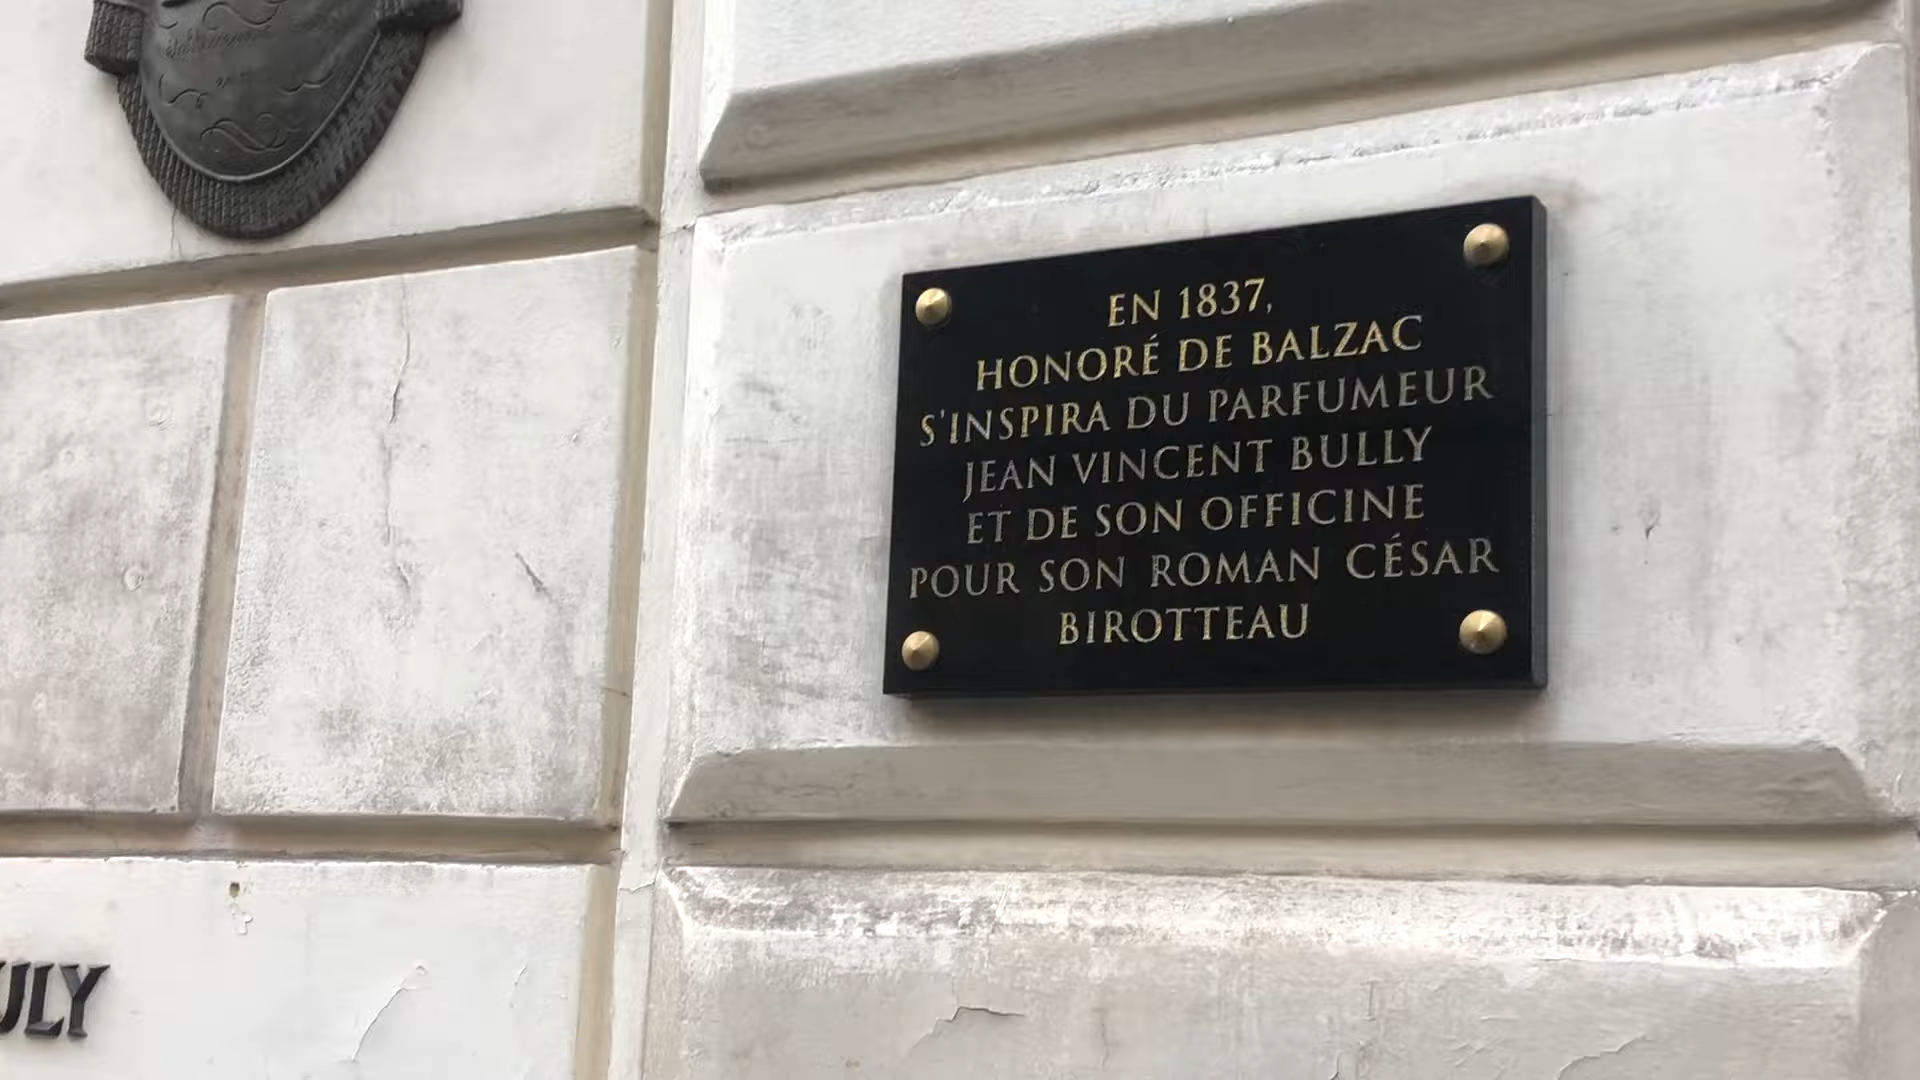 EN 1837,
HONORÉ DE BALZAC
S'INSPIRA DU PARFUMEUR
JEAN VINCENT BULLY
ET DE SON OFFICINE
POUR SON ROMAN CÉSAR
BIROTTEAU